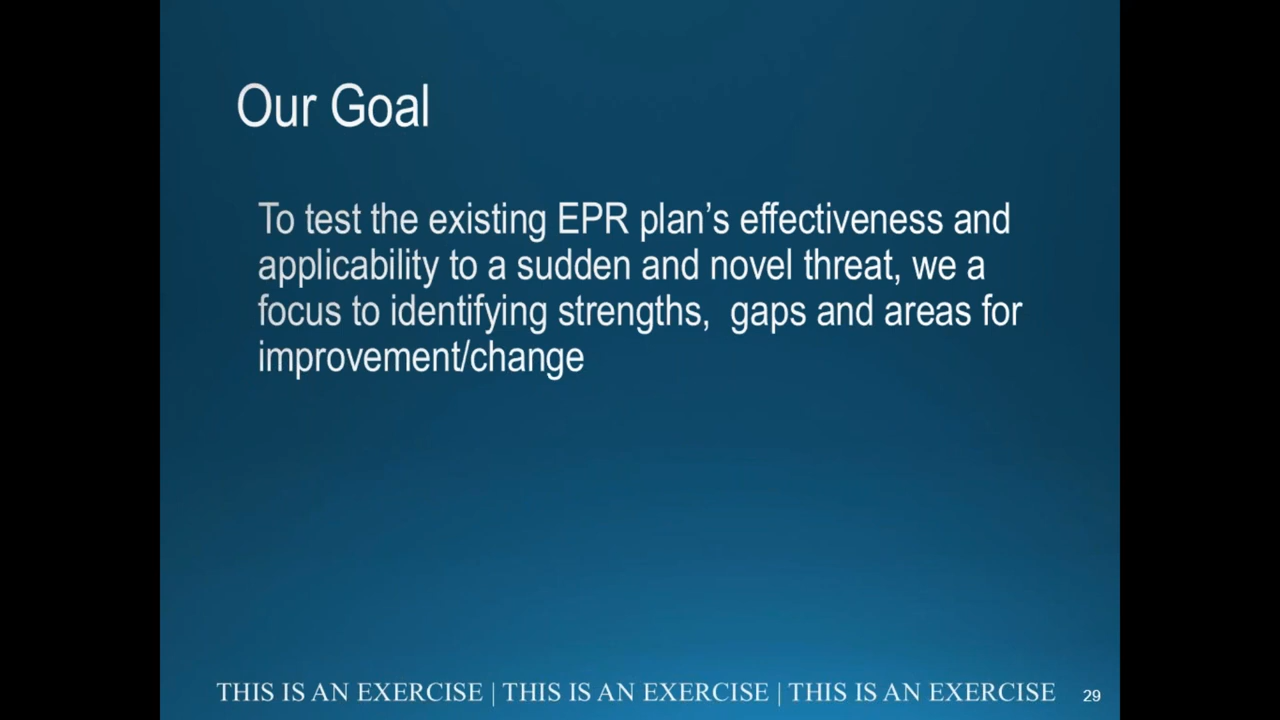 Our Goal
To test the existing EPR plan’s effectiveness and
applicability to a sudden and novel threat, we a
focus to identifying strengths,  gaps and areas for
improvement/change
THIS IS AN EXERCISE | THIS IS AN EXERCISE | THIS IS AN EXERCISE 29